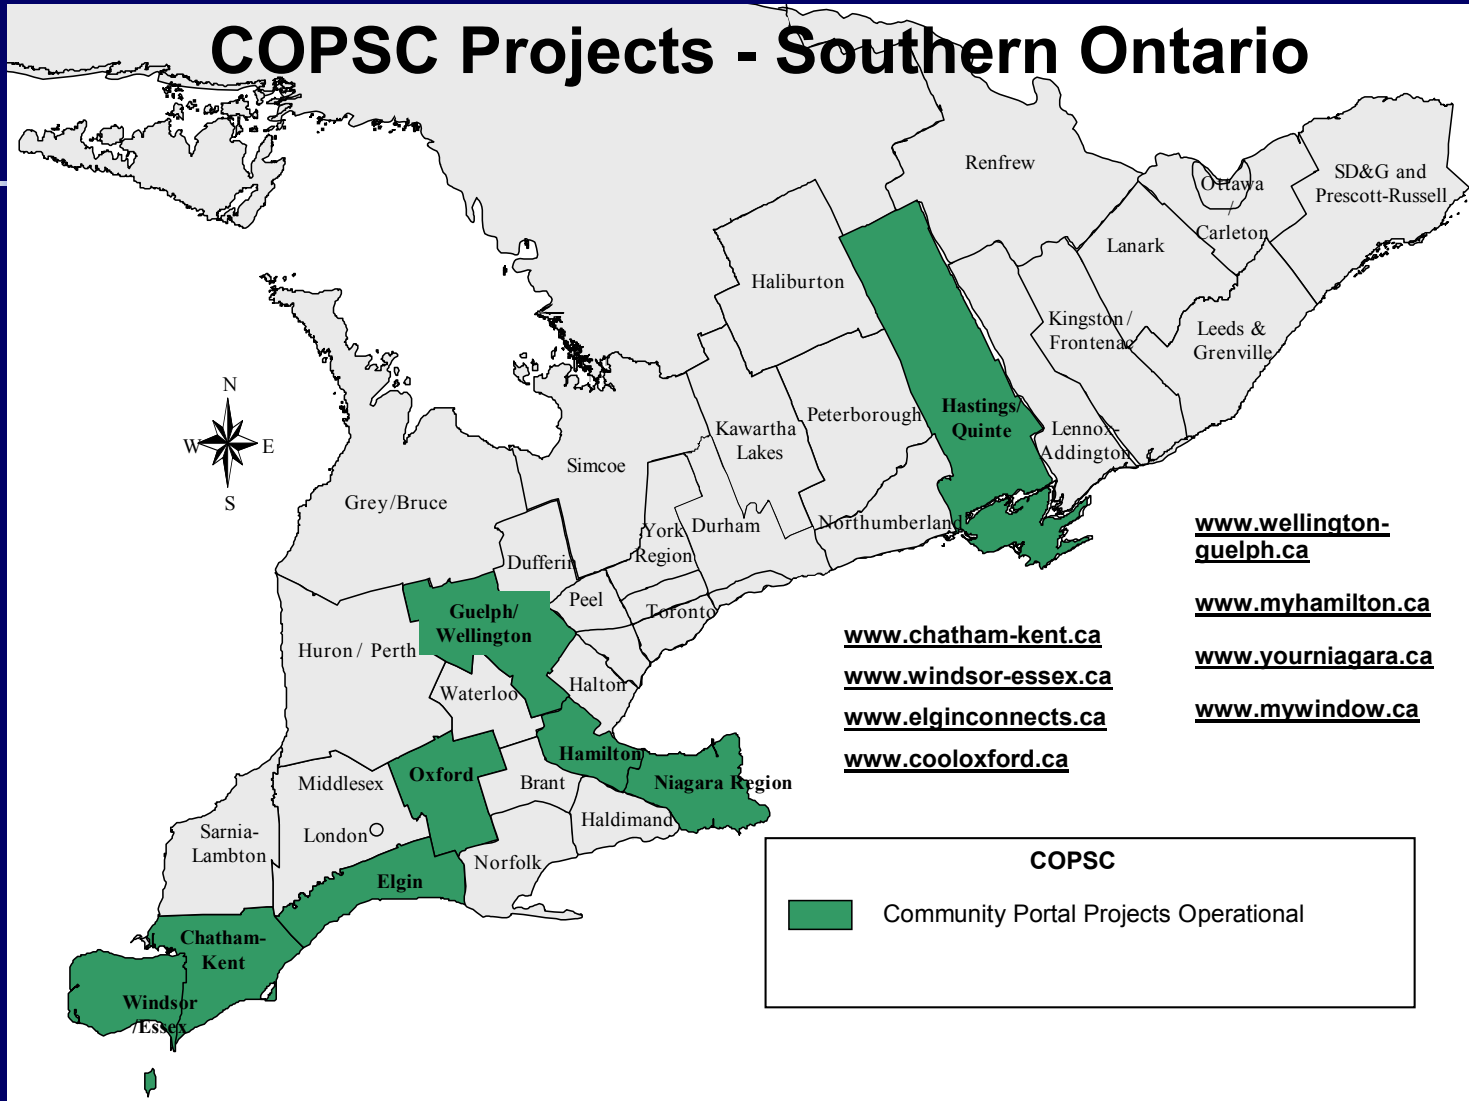 COPSC Projects - Southern Ontario
Renfrew
Ottawa
SD&G and
Prescott-Russell
Carleton
Lanark
Haliburton
Kingston /
Frontenac
Leeds &
Grenville
N
W
E
S
Hastings/
Quinte
Peterborough
Kawartha
Lakes
Lennox-
Addington
Simcoe
Grey/Bruce
York
Region
Durham
Northumberland
Dufferin
Peel
Toronto
Guelph/
Wellington
Huron / Perth
Waterloo
Halton
Hamilton
Oxford
Brant
Niagara Region
Middlesex
Haldimand
Sarnia-
Lambton
London
Norfolk
Elgin
Chatham-
Kent
Windsor
/Essex
www.chatham-kent.ca
www.windsor-essex.ca
www.elginconnects.ca
www.cooloxford.ca
www.wellington-
guelph.ca
www.myhamilton.ca
www.yourniagara.ca
www.mywindow.ca
COPSC
Community Portal Projects Operational